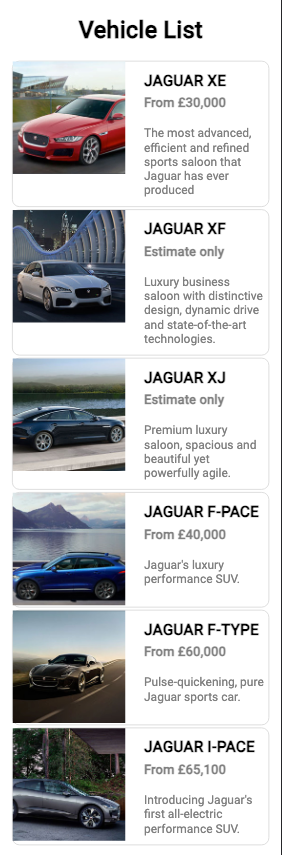 Vehicle List
JAGUAR XE
From £30,000
The most advanced,
efficient and refined
sports saloon that
Jaguar has ever
produced
JAGUAR XF
Estimate only
Luxury business
saloon with distinctive
design, dynamic drive
and state-of-the-art
technologies.
JAGUAR XJ
Estimate only
Premium luxury
saloon, spacious and
beautiful yet
powerfully agile.
JAGUAR F-PACE
From £40,000
Jaguar's luxury
performance SUV.
JAGUAR F-TYPE
From £60,000
Pulse-quickening, pure
Jaguar sports car.
JAGUAR I-PACE
From £65,100
Introducing Jaguar's
first all-electric
performance SUV.